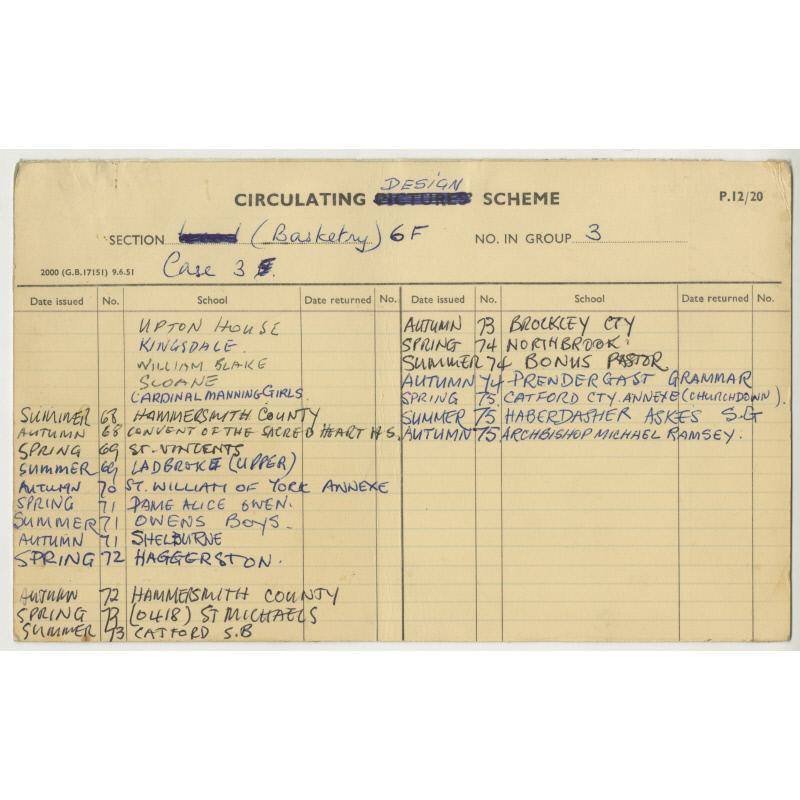 DESIGN
CIRCULATING PICTURES SCHEME P.12/20
SECTION (Basketry) 6F NO. IN GROUP 3
2000 (G.B.17151) 9.6.51 Case 3
Date issued No. School Date returned No. Date issued No. School Date returned No.
UPTON HOUSE
KINGSDALE.
WILLIAM BLAKE
SLOANE
CARDINAL MANNING GIRLS
SUMMER 68 HAMMERSMITH COUNTY
AUTUMN 68 CONVENT OF THE SACRED HEART H.S.
SPRING 69 ST. VINCENTS
SUMMER 69 LADBROKE (UPPER)
AUTUMN 70 ST. WILLIAM OF YORK ANNEXE
SPRING 71 DAME ALICE OWEN.
SUMMER 71 OWENS BOYS.
AUTUMN 71 SHELBURNE
SPRING 72 HAGGERSTON.
AUTUMN 72 HAMMERSMITH COUNTY
SPRING 73 (0418) ST MICHAELS
SUMMER 73 CATFORD S.B
AUTUMN 73 BROCKLEY CTY
SPRING 74 NORTHBROOK.
SUMMER 74 BONUS PASTOR
AUTUMN 74 PRENDERGAST GRAMMAR
SPRING 75 CATFORD CTY. ANNEXE (CHURCHDOWN).
SUMMER 75 HABERDASHER ASKES S.G
AUTUMN 75 ARCHBISHOP MICHAEL RAMSEY.